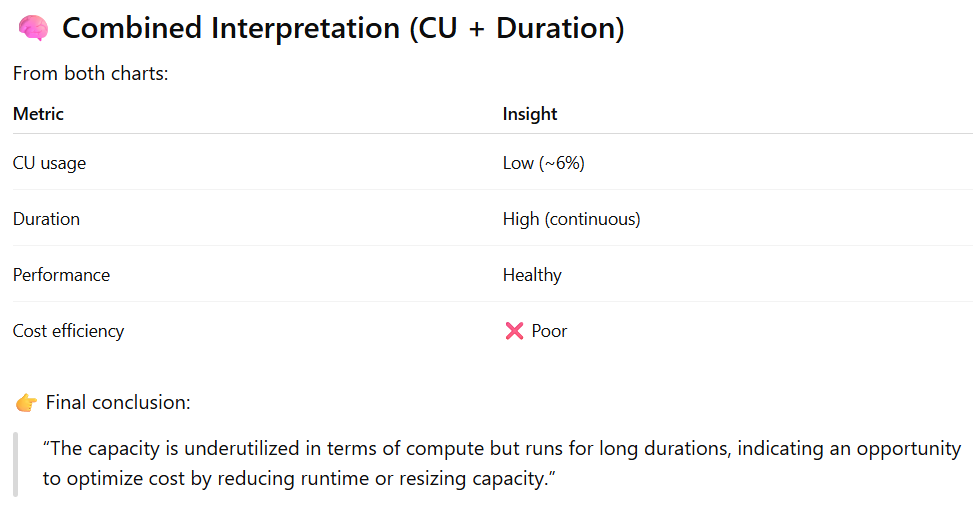 🧠 Combined Interpretation (CU + Duration)
From both charts:
Metric Insight
CU usage Low (~6%)
Duration High (continuous)
Performance Healthy
Cost efficiency ❌ Poor
👉 Final conclusion:
“The capacity is underutilized in terms of compute but runs for long durations, indicating an opportunity
to optimize cost by reducing runtime or resizing capacity.”